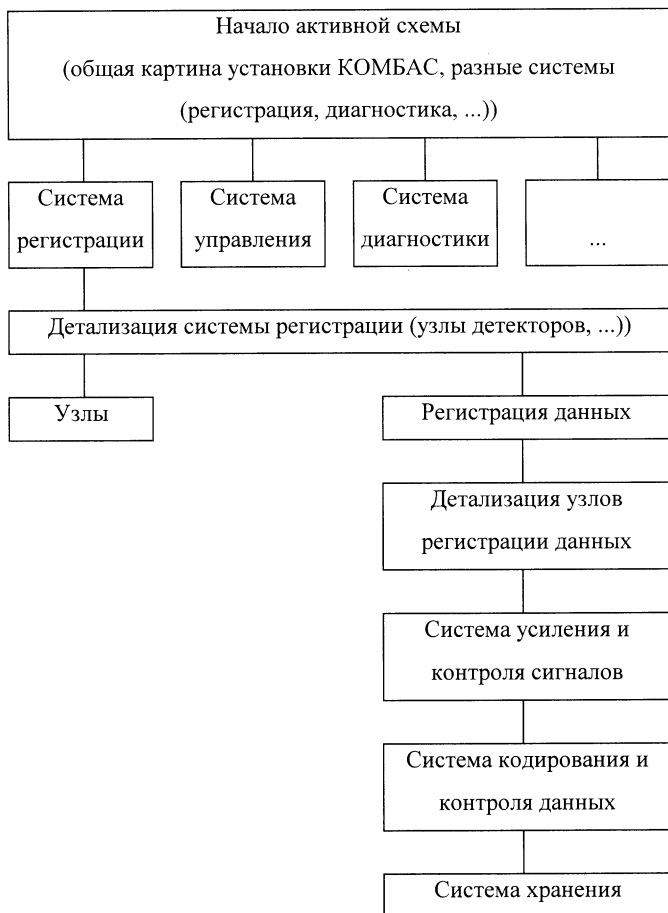 Начало активной схемы
(общая картина установки КОМБАС, разные системы
(регистрация, диагностика, ...))
Система
регистрации
Система
управления
Система
диагностики
...
Детализация системы регистрации (узлы детекторов, ...))
Узлы
Регистрация данных
Детализация узлов
регистрации данных
Система усиления и
контроля сигналов
Система кодирования и
контроля данных
Система хранения